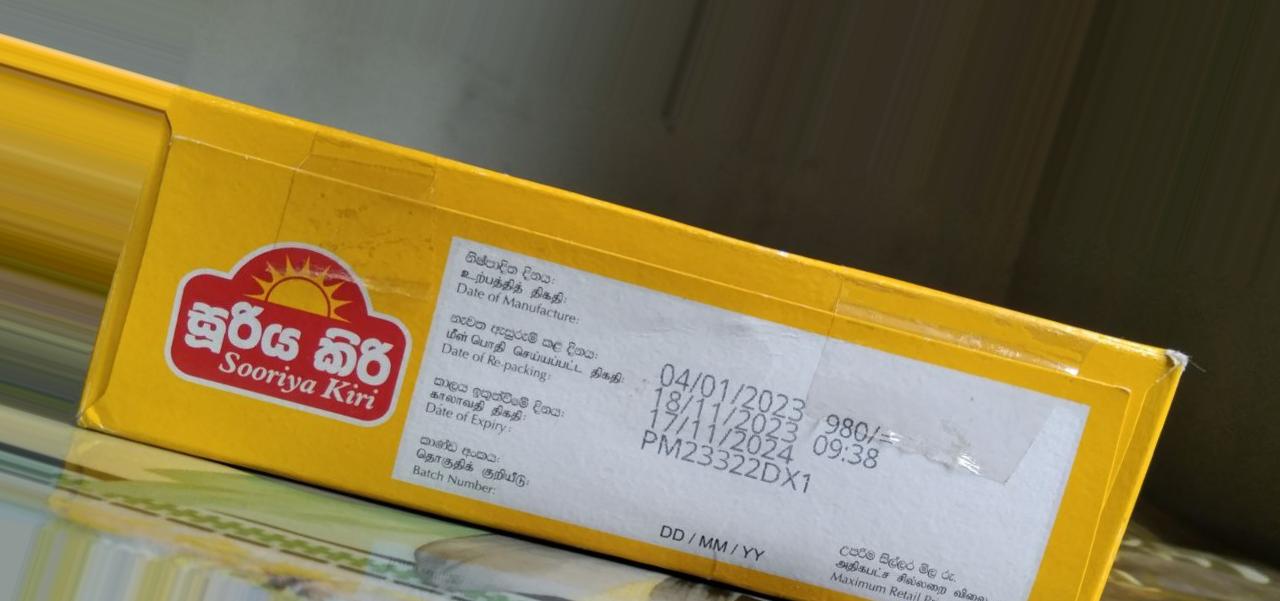 සූරිය කිරි
Sooriya Kiri
නිෂ්පාදිත දිනය:
உற்பத்தித் திகதி:
Date of Manufacture:
නැවත ඇසුරුම් කළ දිනය:
மீள் பொதி செய்யப்பட்ட திகதி:
Date of Re-packing:
කාලය ඉකුත්වීමේ දිනය:
காலாவதி திகதி:
Date of Expiry:
කාණ්ඩ අංකය:
தொகுதிக் குறியீடு:
Batch Number:
04/01/2023 980/=
18/11/2023 09:38
17/11/2024
PM23322DX1
DD / MM / YY
උපරිම සිල්ලර මිල රු.
அதிகபட்ச சில்லறை
Maximum Retail